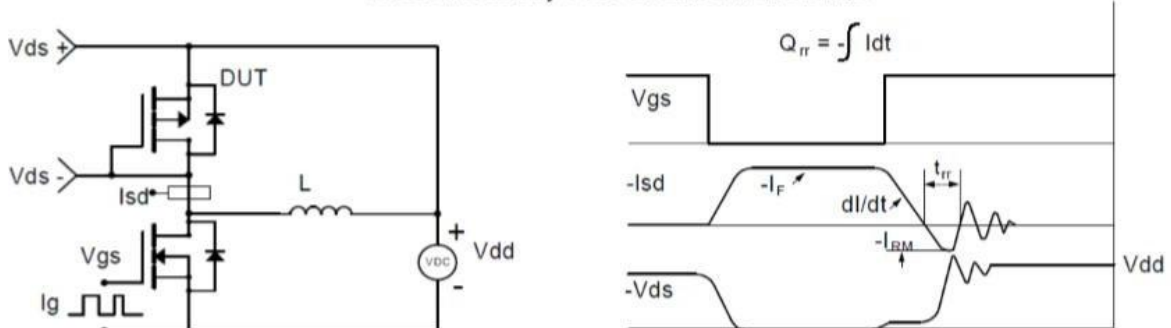 Vds +
DUT
Vds -
Isd
L
Vgs
Ig
+
VDC
-
Vdd
Qrr = -∫ Idt
Vgs
-Isd
-IF
dI/dt
trr
-IRM
Vdd
-Vds